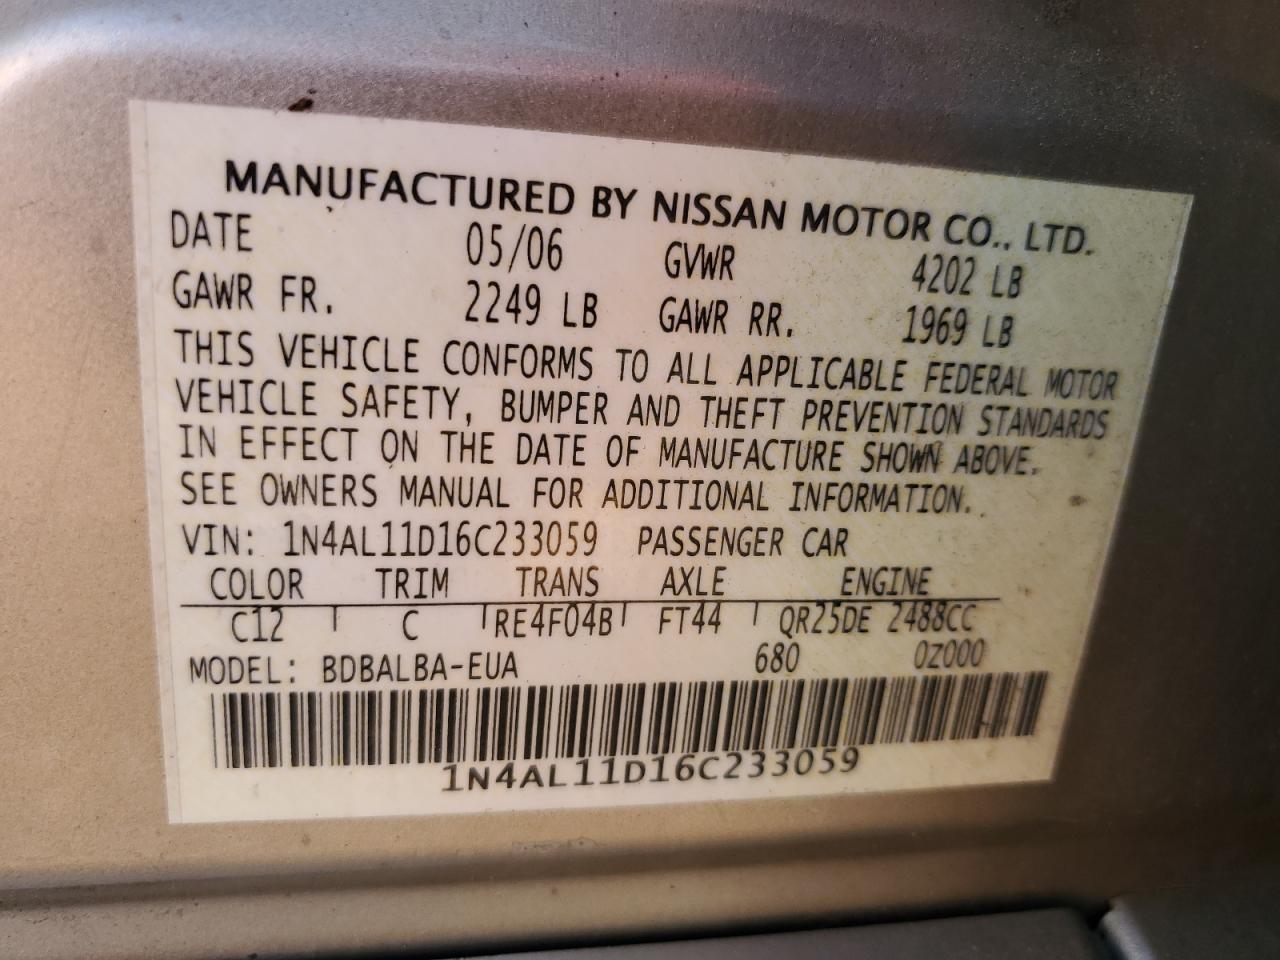 MANUFACTURED BY NISSAN MOTOR CO., LTD.
DATE 05/06 GVWR 4202 LB
GAWR FR. 2249 LB GAWR RR. 1969 LB
THIS VEHICLE CONFORMS TO ALL APPLICABLE FEDERAL MOTOR
VEHICLE SAFETY, BUMPER AND THEFT PREVENTION STANDARDS
IN EFFECT ON THE DATE OF MANUFACTURE SHOWN ABOVE.
SEE OWNERS MANUAL FOR ADDITIONAL INFORMATION.
VIN: 1N4AL11D16C233059 PASSENGER CAR
COLOR TRIM TRANS AXLE ENGINE
C12 C RE4F04B FT44 QR25DE 2488CC
MODEL: BDBALBA-EUA 680 0Z000
1N4AL11D16C233059